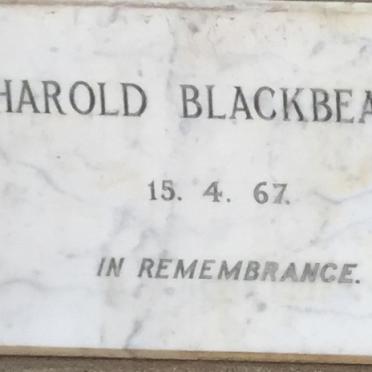 HAROLD BLACKBEA
15. 4. 67.
IN REMEMBRANCE.